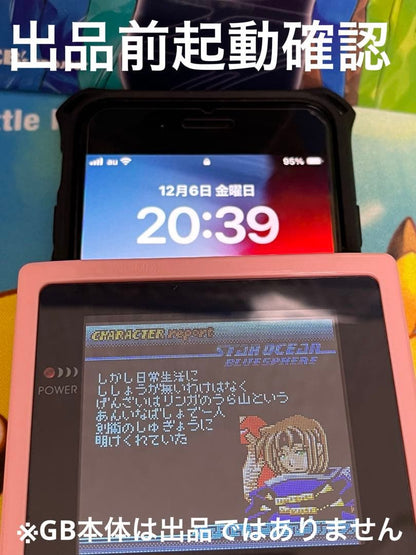 出品前起動確認
au
95%
12月6日 金曜日
20:39
CHARACTER report
STAR OCEAN
BLUESPHERE
POWER
しかし日常生活に
ししょうが無いわけはなく
げんざいはリンガのうら山という
あんいなばしょで一人
剣術のしゅぎょうに
明けくれていた
※GB本体は出品ではありません